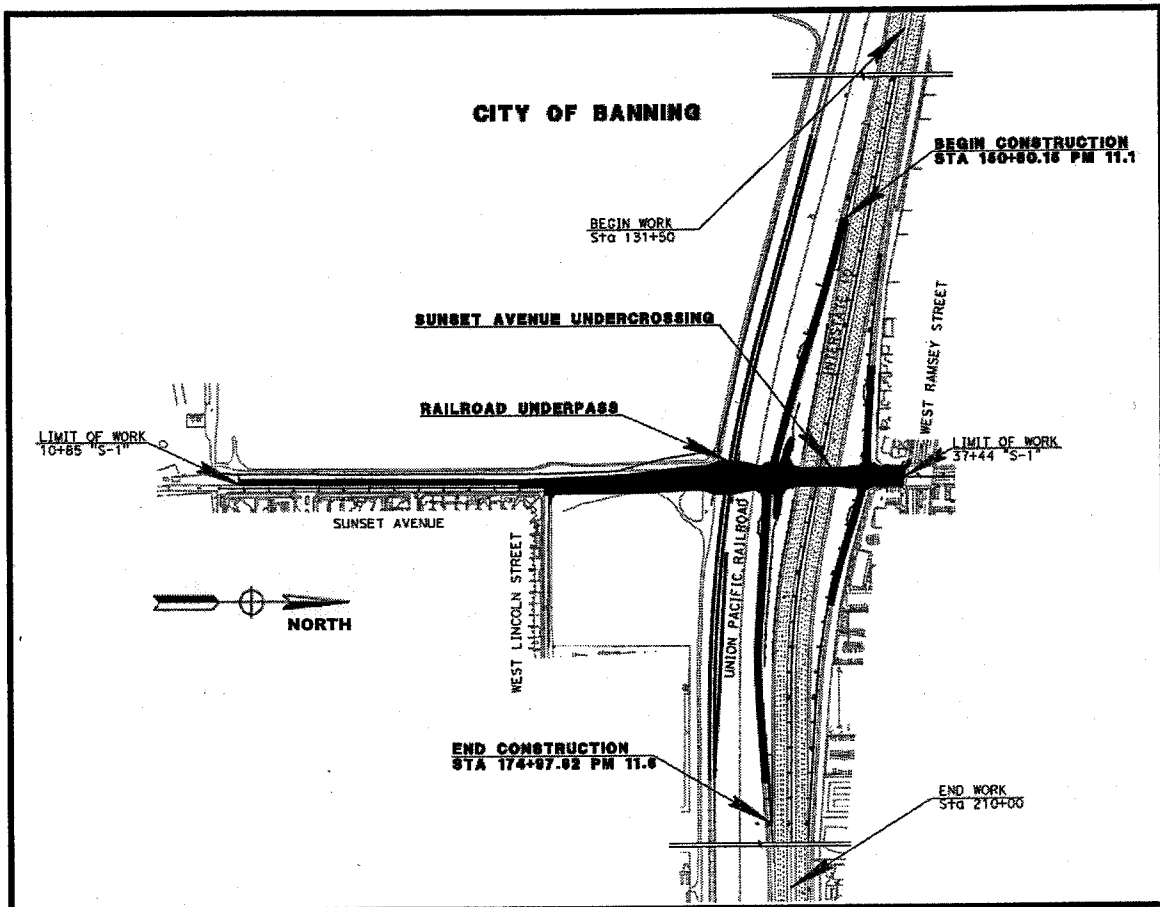 CITY OF BANNING
BEGIN CONSTRUCTION
STA 150+80.15 PM 11.1
BEGIN WORK
Sta 131+50
INTERSTATE 10
WEST RAMSEY STREET
SUNSET AVENUE UNDERCROSSING
RAILROAD UNDERPASS
LIMIT OF WORK
10+85 "S-1"
LIMIT OF WORK
37+44 "S-1"
SUNSET AVENUE
WEST LINCOLN STREET
UNION PACIFIC RAILROAD
NORTH
END CONSTRUCTION
STA 174+97.62 PM 11.6
END WORK
Sta 210+00